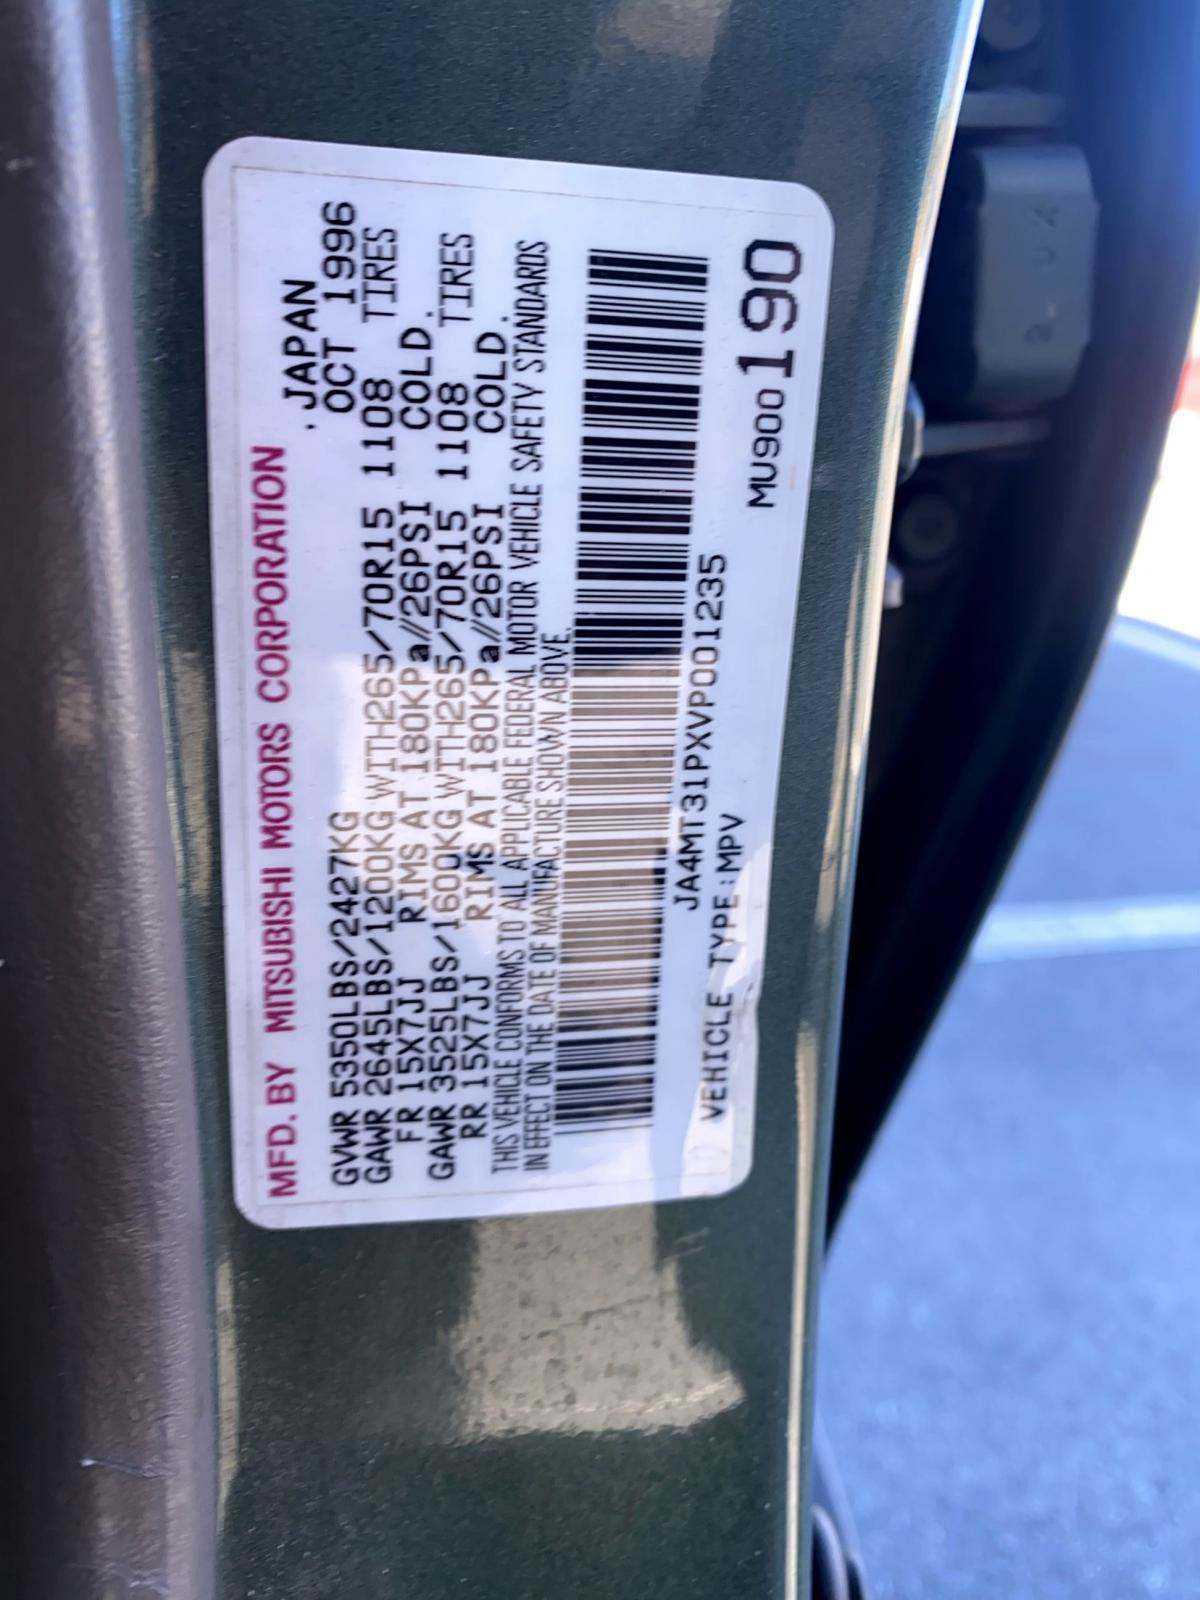 MFD. BY MITSUBISHI MOTORS CORPORATION
JAPAN
OCT 1996
GVWR 5350LBS/2427KG
GAWR 2645LBS/1200KG WITH265/70R15 1108 TIRES
FR 15X7JJ RIMS AT 180KPa//26PSI COLD.
GAWR 3525LBS/1600KG WITH265/70R15 1108 TIRES
RR 15X7JJ RIMS AT 180KPa//26PSI COLD.
THIS VEHICLE CONFORMS TO ALL APPLICABLE FEDERAL MOTOR VEHICLE SAFETY STANDARDS
IN EFFECT ON THE DATE OF MANUFACTURE SHOWN ABOVE.
JA4MT31PXVP001235
VEHICLE TYPE:MPV
MV900190